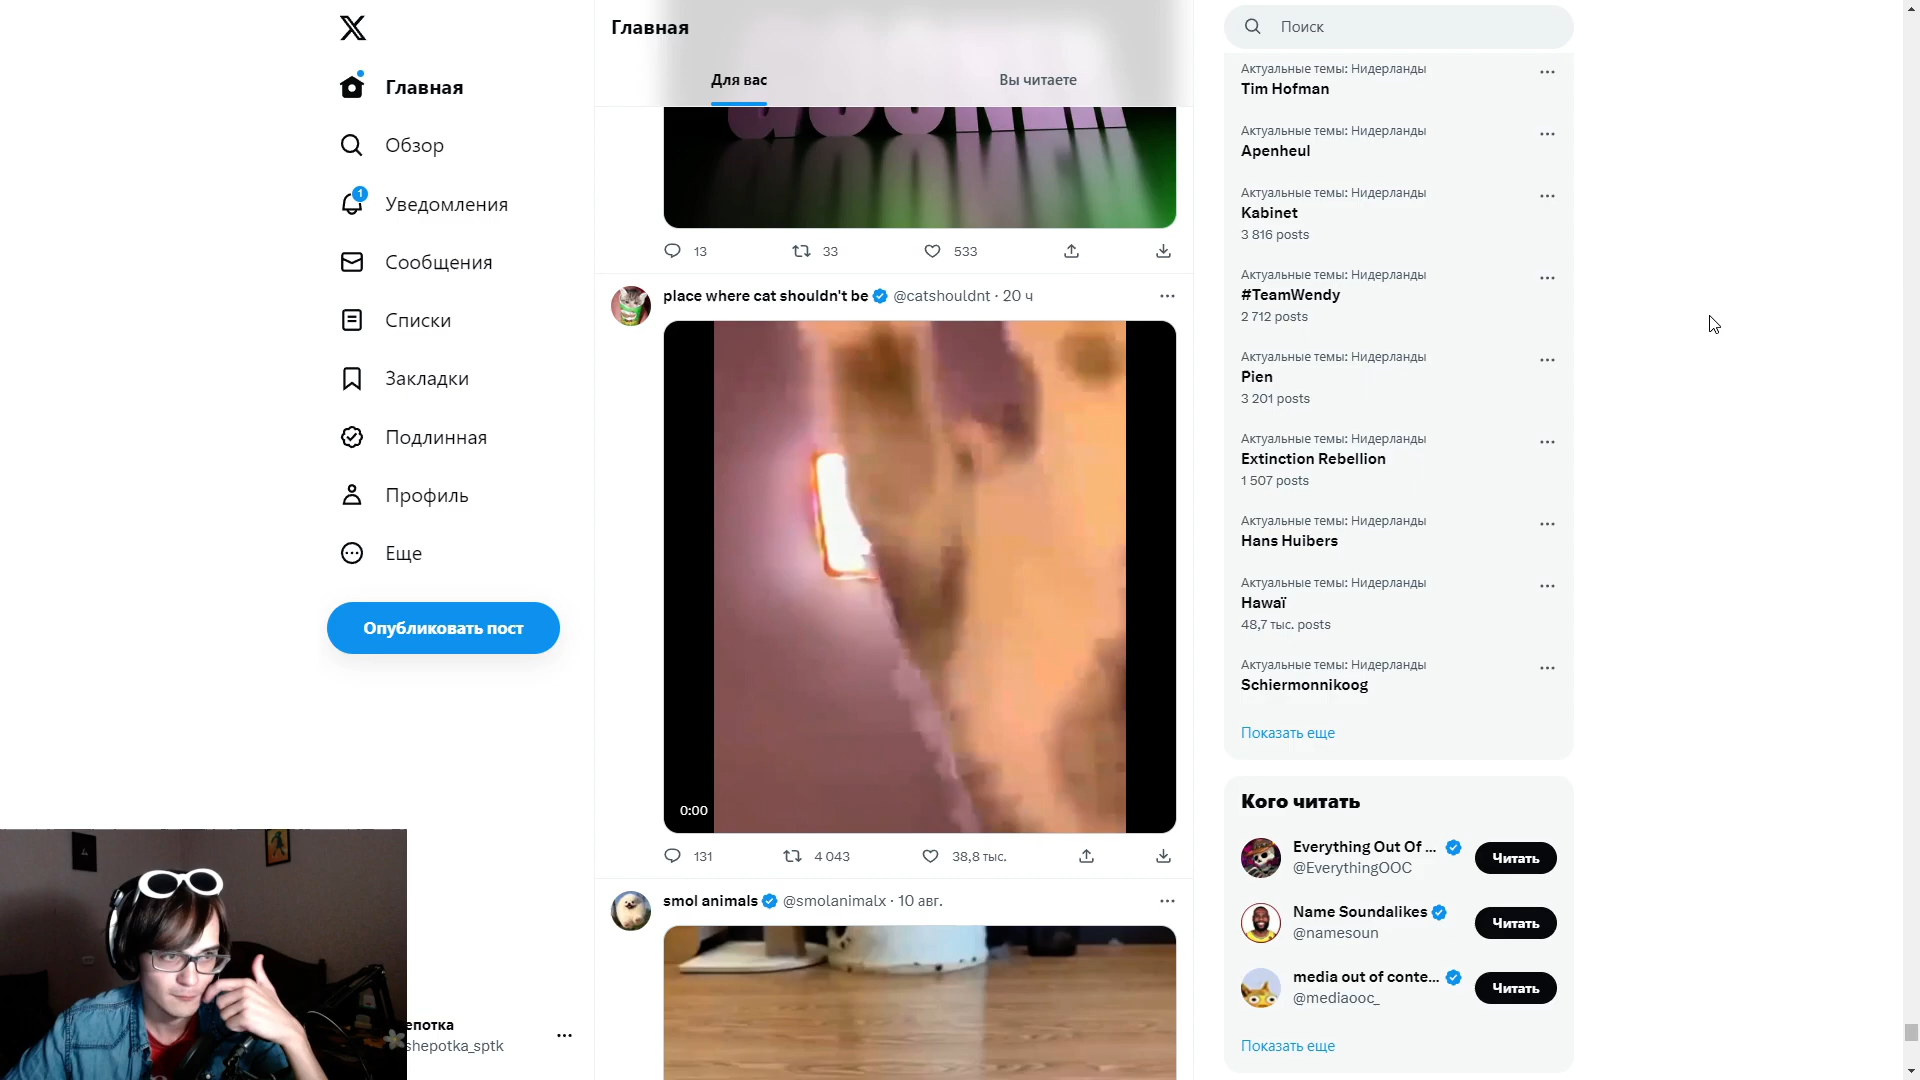 Главная
Обзор
1
Уведомления
Сообщения
Списки
Закладки
Подлинная
Профиль
Еще
Опубликовать пост
епотка
shepotka_sptk
Главная
Для вас
Вы читаете
13
33
533
place where cat shouldn't be @catshouldnt · 20 ч
0:00
131
4 043
38,8 тыс.
smol animals @smolanimalx · 10 авг.
Поиск
Актуальные темы: Нидерланды
Tim Hofman
Актуальные темы: Нидерланды
Apenheul
Актуальные темы: Нидерланды
Kabinet
3 816 posts
Актуальные темы: Нидерланды
#TeamWendy
2 712 posts
Актуальные темы: Нидерланды
Pien
3 201 posts
Актуальные темы: Нидерланды
Extinction Rebellion
1 507 posts
Актуальные темы: Нидерланды
Hans Huibers
Актуальные темы: Нидерланды
Hawaï
48,7 тыс. posts
Актуальные темы: Нидерланды
Schiermonnikoog
Показать еще
Кого читать
Everything Out Of ...
@EverythingOOC
Читать
Name Soundalikes
@namesoun
Читать
media out of conte...
@mediaooc_
Читать
Показать еще